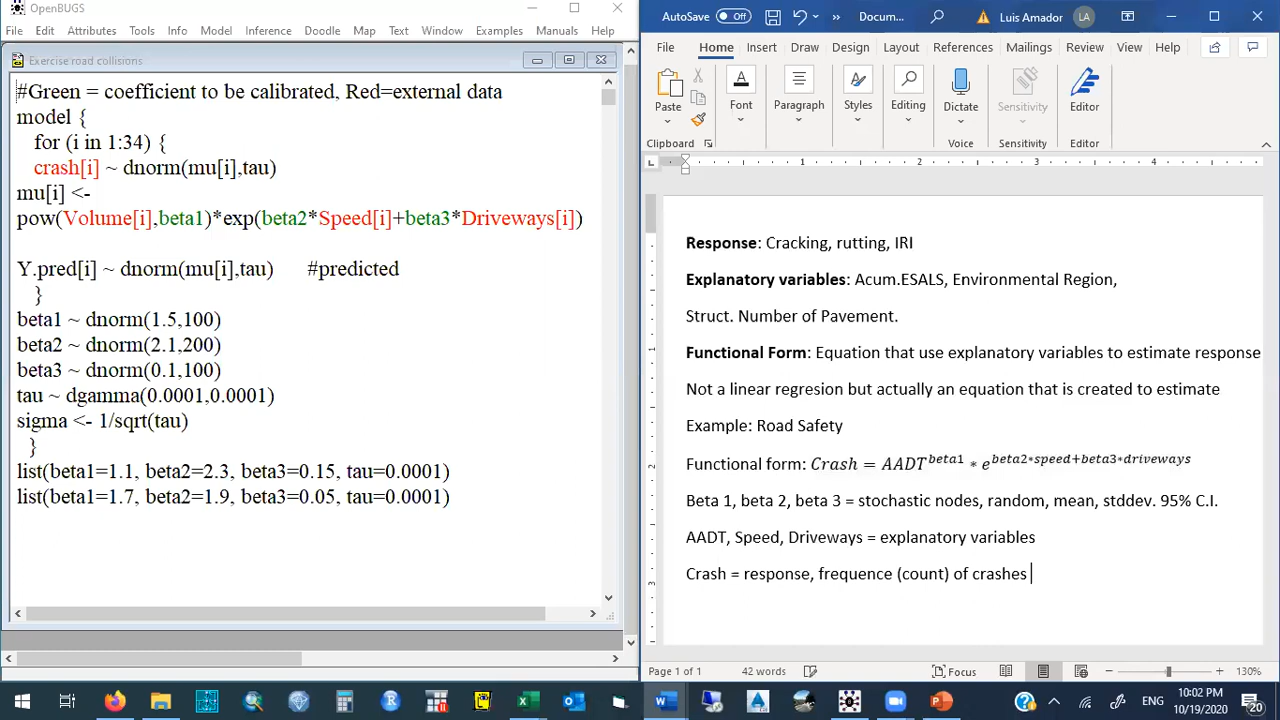 OpenBUGS
File Edit Attributes Tools Info Model Inference Doodle Map Text Window Examples Manuals Help
Exercise road collisions
#Green = coefficient to be calibrated, Red=external data
model {
for (i in 1:34) {
crash[i] ~ dnorm(mu[i],tau)
mu[i] <-
pow(Volume[i],beta1)*exp(beta2*Speed[i]+beta3*Driveways[i])
Y.pred[i] ~ dnorm(mu[i],tau) #predicted
}
beta1 ~ dnorm(1.5,100)
beta2 ~ dnorm(2.1,200)
beta3 ~ dnorm(0.1,100)
tau ~ dgamma(0.0001,0.0001)
sigma <- 1/sqrt(tau)
}
list(beta1=1.1, beta2=2.3, beta3=0.15, tau=0.0001)
list(beta1=1.7, beta2=1.9, beta3=0.05, tau=0.0001)
AutoSave Off Docum... Luis Amador LA
File Home Insert Draw Design Layout References Mailings Review View Help
Paste Font Paragraph Styles Editing Dictate Sensitivity Editor
Clipboard Voice Sensitivity Editor
1 2 3 4
Response: Cracking, rutting, IRI
Explanatory variables: Acum.ESALS, Environmental Region,
Struct. Number of Pavement.
Functional Form: Equation that use explanatory variables to estimate response
Not a linear regresion but actually an equation that is created to estimate
Example: Road Safety
Functional form: Crash = AADT^beta1 * e^beta2*speed+beta3*driveways
Beta 1, beta 2, beta 3 = stochastic nodes, random, mean, stddev. 95% C.I.
AADT, Speed, Driveways = explanatory variables
Crash = response, frequence (count) of crashes
1
2
3
Page 1 of 1 42 words Focus 130%
ENG
10:02 PM
10/19/2020
20